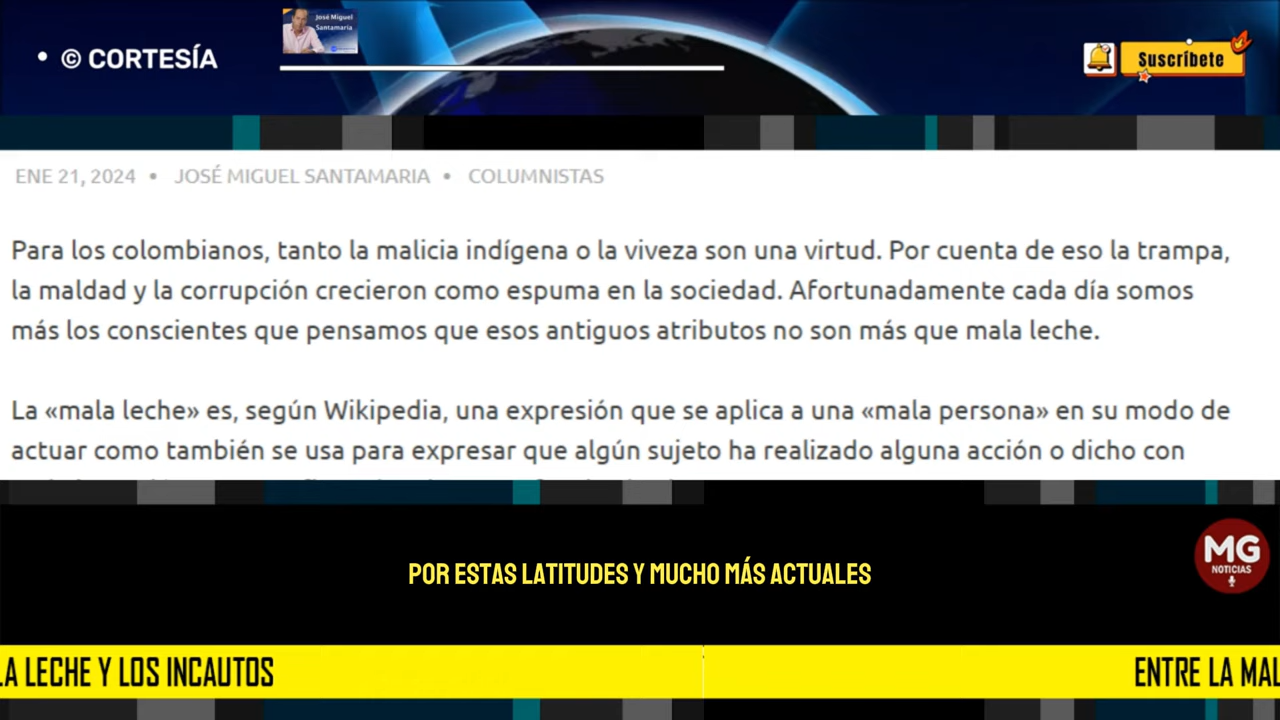 • © CORTESÍA
José Miguel
Santamaría
Suscríbete
ENE 21, 2024 • JOSÉ MIGUEL SANTAMARIA • COLUMNISTAS
Para los colombianos, tanto la malicia indígena o la viveza son una virtud. Por cuenta de eso la trampa,
la maldad y la corrupción crecieron como espuma en la sociedad. Afortunadamente cada día somos
más los conscientes que pensamos que esos antiguos atributos no son más que mala leche.
La «mala leche» es, según Wikipedia, una expresión que se aplica a una «mala persona» en su modo de
actuar como también se usa para expresar que algún sujeto ha realizado alguna acción o dicho con
POR ESTAS LATITUDES Y MUCHO MÁS ACTUALES
MG
NOTICIAS
LA LECHE Y LOS INCAUTOS
ENTRE LA MAL